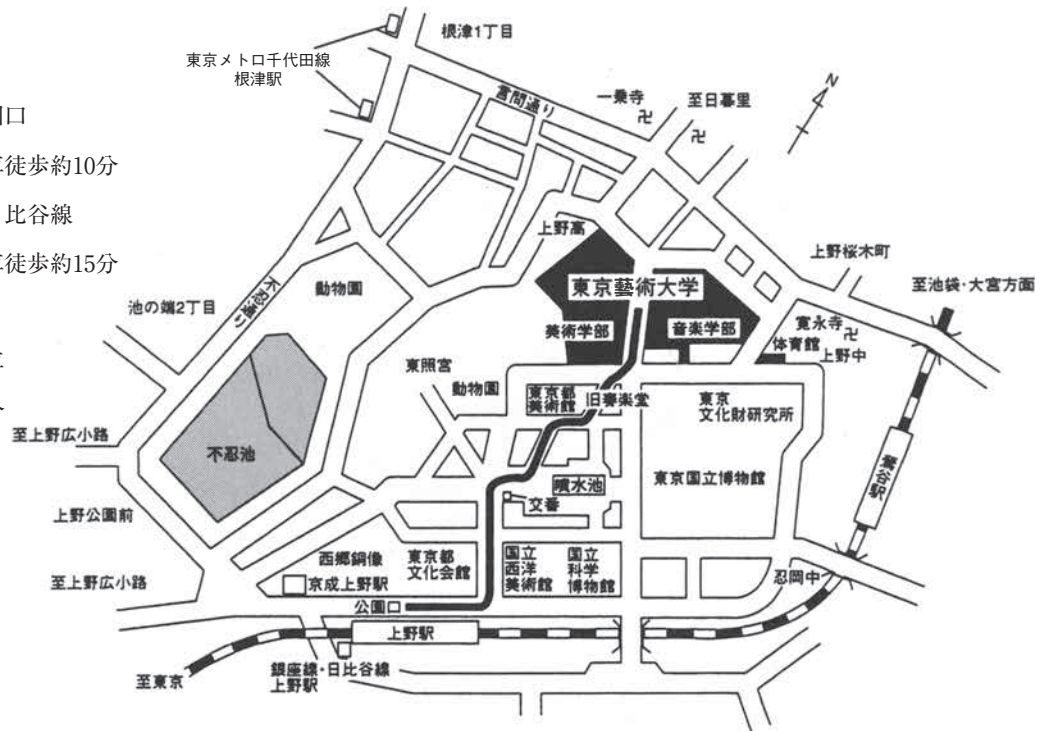 根津1丁目
東京メトロ千代田線
根津駅
言問通り
一乗寺
至日暮里
N
口
徒歩約10分
比谷線
徒歩約15分
上野高
上野桜木町
至池袋・大宮方面
東京藝術大学
美術学部
音楽学部
寛永寺
体育館
上野中
動物園
不忍通り
池の端2丁目
東照宮
動物園
東京都
美術館
旧奏楽堂
東京
文化財研究所
至上野広小路
不忍池
噴水池
交番
東京国立博物館
鶯谷駅
上野公園前
西郷銅像
東京都
文化会館
国立
西洋
美術館
国立
科学
博物館
忍岡中
至上野広小路
京成上野駅
公園口
上野駅
銀座線・日比谷線
上野駅
至東京